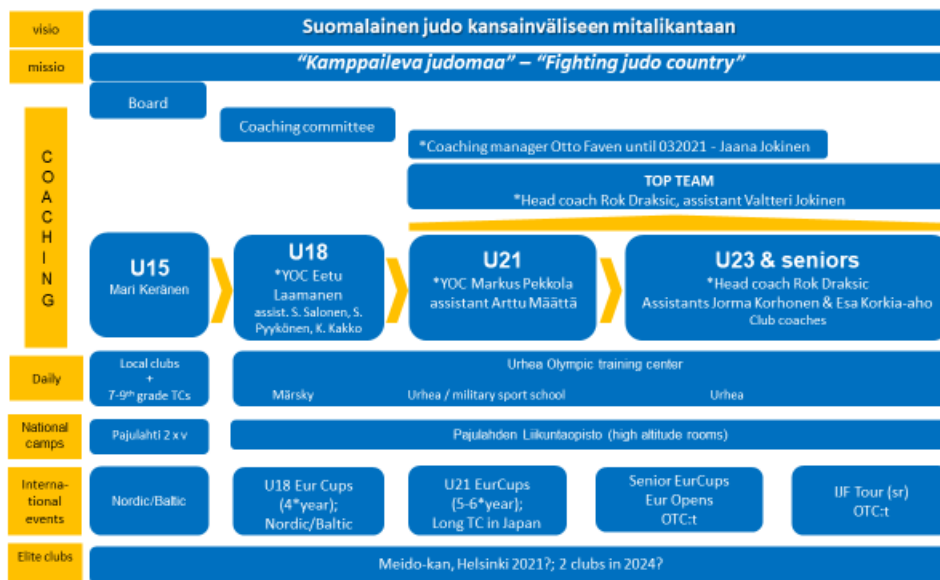 visio
Suomalainen judo kansainväliseen mitalikantaan
missio
“Kamppaileva judomaa” – “Fighting judo country”
Board
Coaching committee
*Coaching manager Otto Faven until 032021 - Jaana Jokinen
TOP TEAM
*Head coach Rok Draksic, assistant Valtteri Jokinen
COACHING
U15
Mari Keränen
U18
*YOC Eetu
Laamanen
assist. S. Salonen, S.
Pyykönen, K. Kakko
U21
*YOC Markus Pekkola
assistant Arttu Määttä
U23 & seniors
*Head coach Rok Draksic
Assistants Jorma Korhonen & Esa Korkia-aho
Club coaches
Daily
Local clubs
+
7-9th grade TCs
Urhea Olympic training center
Märsky
Urhea / military sport school
Urhea
National
camps
Pajulahti 2 x v
Pajulahden Liikuntaopisto (high altitude rooms)
Interna-
tional
events
Nordic/Baltic
U18 Eur Cups
(4*year);
Nordic/Baltic
U21 EurCups
(5-6*year);
Long TC in Japan
Senior EurCups
Eur Opens
OTC:t
IJF Tour (sr)
OTC:t
Elite clubs
Meido-kan, Helsinki 2021?; 2 clubs in 2024?